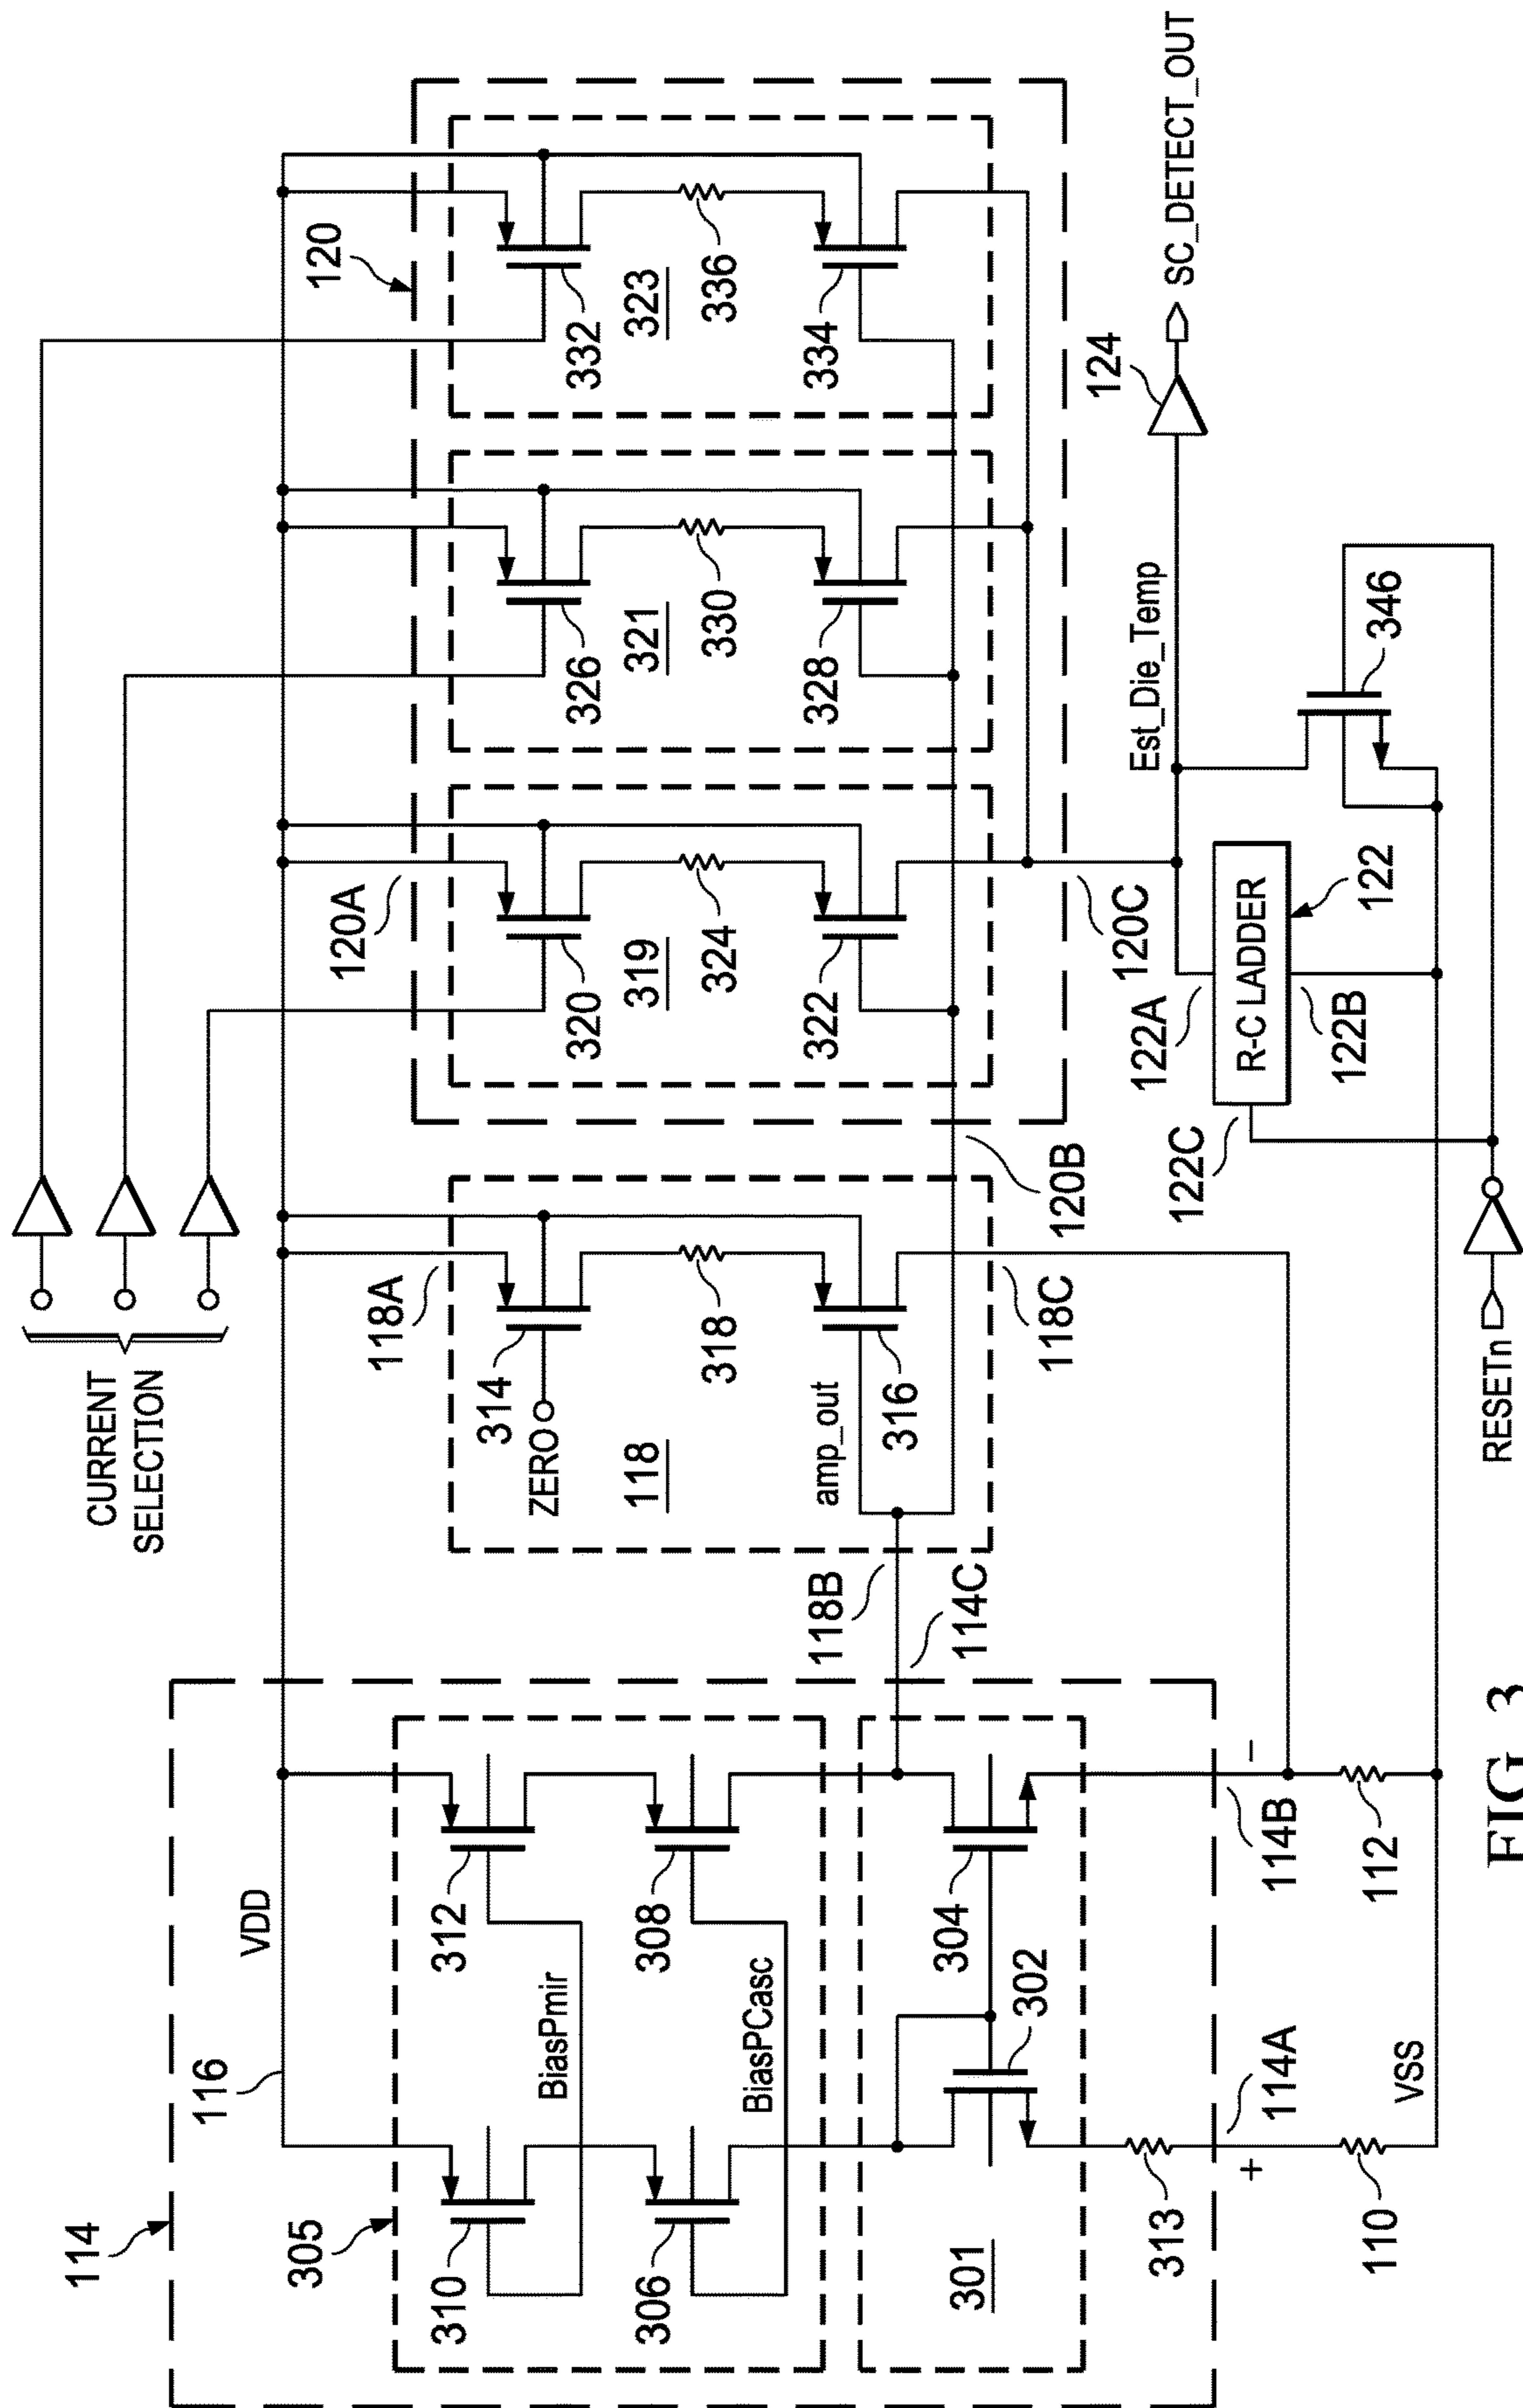 CURRENT
SELECTION
120
332
323
336
334
326
321
330
328
120A
320
319
324
322
120C
120B
118A
314
ZERO
318
118
amp_out
316
118C
118B
114C
114
116
VDD
305
312
310
BiasPmir
308
306
BiasPCasc
304
302
301
313
114A
+
114B
−
110
112
VSS
124
SC_DETECT_OUT
Est_Die_Temp
346
122A
R-C LADDER
122
122B
122C
RESETn
FIG. 3